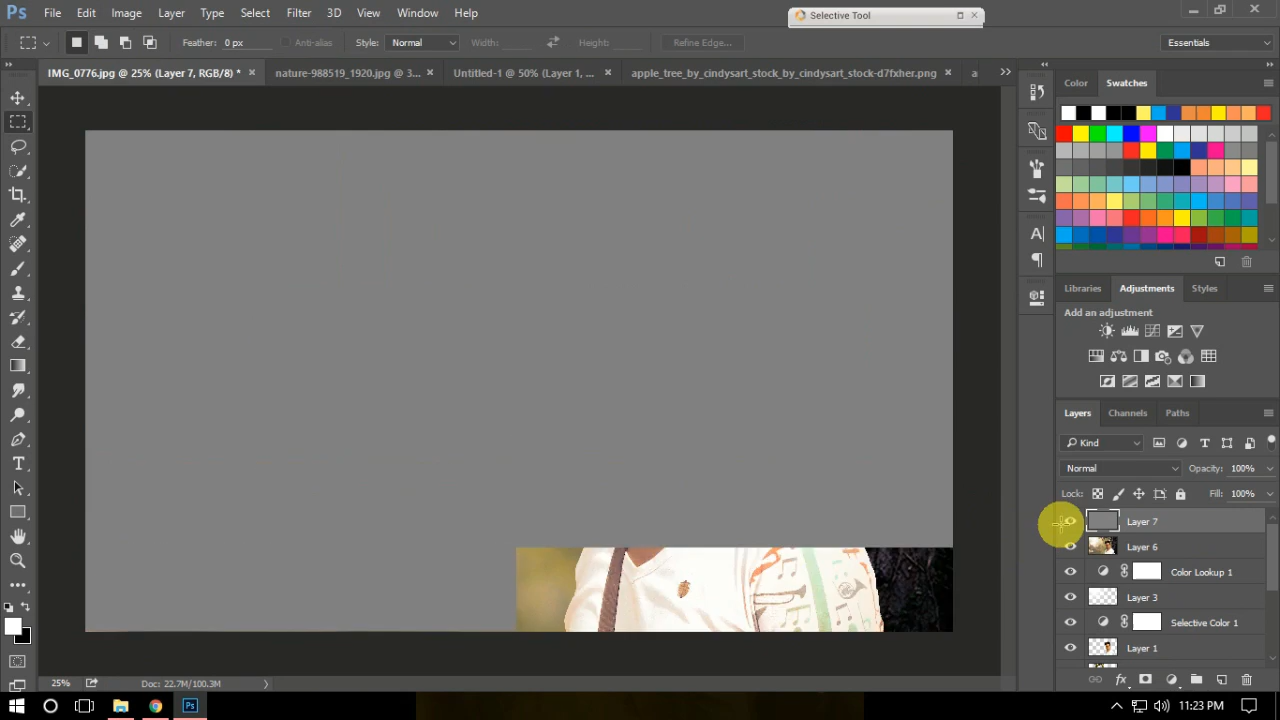 Ps File Edit Image Layer Type Select Filter 3D View Window Help
Selective Tool
Feather: 0 px Anti-alias Style: Normal Width: Height: Refine Edge... Essentials
IMG_0776.jpg @ 25% (Layer 7, RGB/8) * nature-988519_1920.jpg @ 3... Untitled-1 @ 50% (Layer 1, ... apple_tree_by_cindysart_stock_by_cindysart_stock-d7fxher.png a
Color Swatches
Libraries Adjustments Styles
Add an adjustment
Layers Channels Paths
Kind
Normal Opacity: 100%
Lock: Fill: 100%
Layer 7
Layer 6
Color Lookup 1
Layer 3
Selective Color 1
Layer 1
25% Doc: 22.7M/100.3M
Ps 11:23 PM